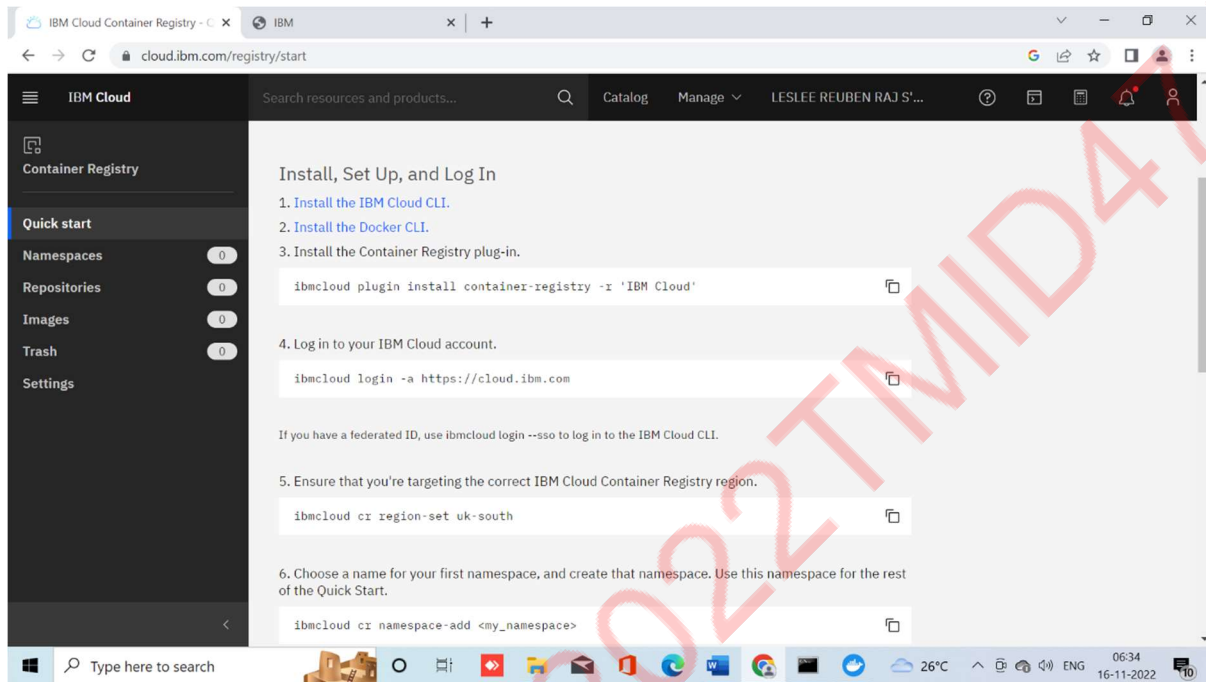 IBM Cloud Container Registry - C
IBM
cloud.ibm.com/registry/start
IBM Cloud
Search resources and products...
Catalog
Manage
LESLEE REUBEN RAJ S'...
Container Registry
Quick start
Namespaces 0
Repositories 0
Images 0
Trash 0
Settings
Install, Set Up, and Log In
1. Install the IBM Cloud CLI.
2. Install the Docker CLI.
3. Install the Container Registry plug-in.
ibmcloud plugin install container-registry -r 'IBM Cloud'
4. Log in to your IBM Cloud account.
ibmcloud login -a https://cloud.ibm.com
If you have a federated ID, use ibmcloud login --sso to log in to the IBM Cloud CLI.
5. Ensure that you're targeting the correct IBM Cloud Container Registry region.
ibmcloud cr region-set uk-south
6. Choose a name for your first namespace, and create that namespace. Use this namespace for the rest
of the Quick Start.
ibmcloud cr namespace-add <my_namespace>
Type here to search
26°C
ENG
06:34
16-11-2022
10
2022TMID47